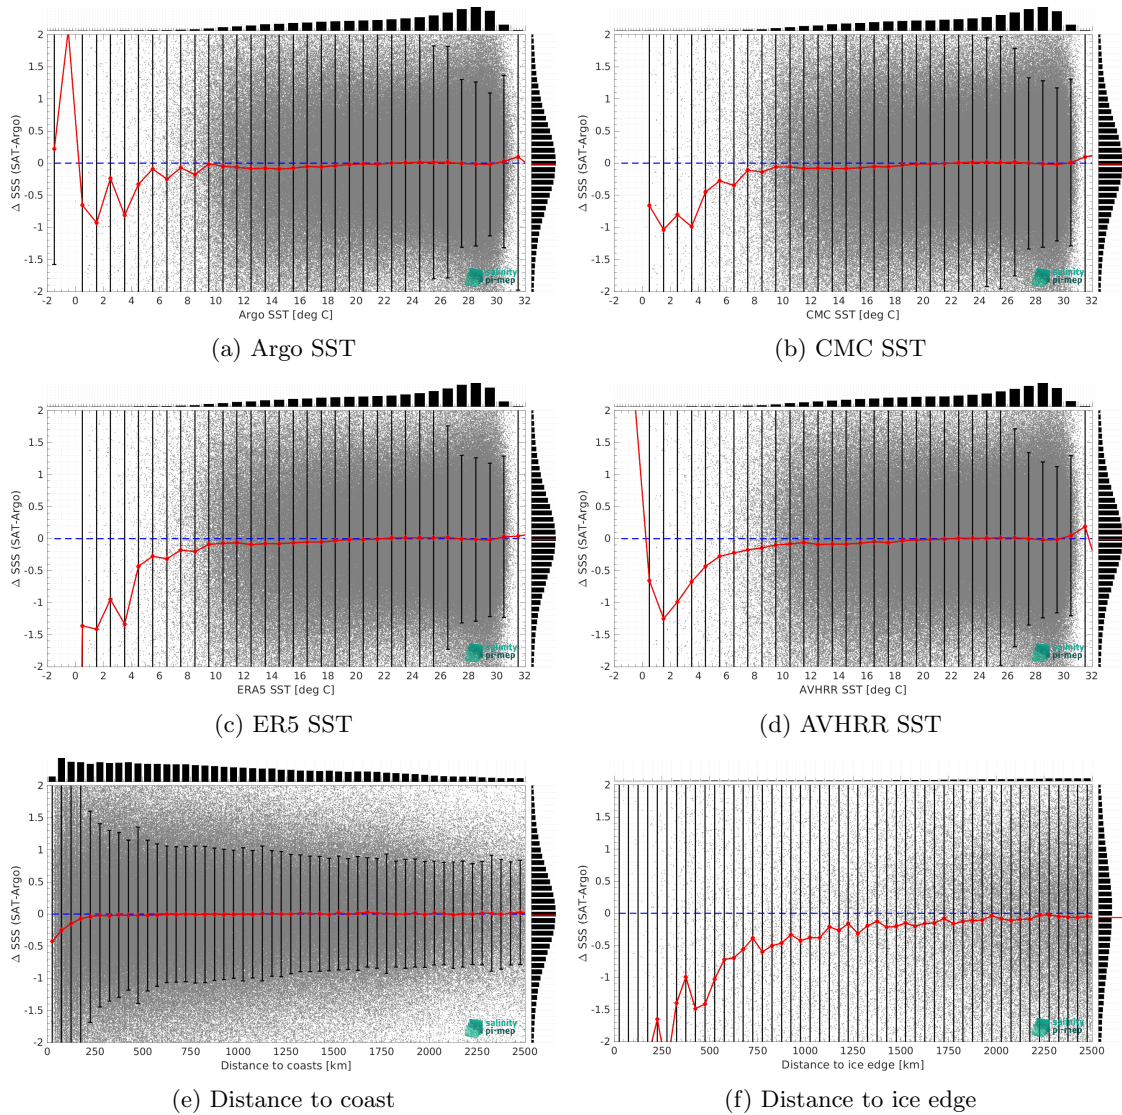 2
1.5
1
0.5
0
-0.5
-1
-1.5
-2
Δ SSS (SAT-Argo)
salinity
pi-mep
-2 0 2 4 6 8 10 12 14 16 18 20 22 24 26 28 30 32
Argo SST [deg C]
(a) Argo SST
2
1.5
1
0.5
0
-0.5
-1
-1.5
-2
Δ SSS (SAT-Argo)
salinity
pi-mep
-2 0 2 4 6 8 10 12 14 16 18 20 22 24 26 28 30 32
CMC SST [deg C]
(b) CMC SST
2
1.5
1
0.5
0
-0.5
-1
-1.5
-2
Δ SSS (SAT-Argo)
salinity
pi-mep
-2 0 2 4 6 8 10 12 14 16 18 20 22 24 26 28 30 32
ERA5 SST [deg C]
(c) ER5 SST
2
1.5
1
0.5
0
-0.5
-1
-1.5
-2
Δ SSS (SAT-Argo)
salinity
pi-mep
-2 0 2 4 6 8 10 12 14 16 18 20 22 24 26 28 30 32
AVHRR SST [deg C]
(d) AVHRR SST
2
1.5
1
0.5
0
-0.5
-1
-1.5
-2
Δ SSS (SAT-Argo)
salinity
pi-mep
0 250 500 750 1000 1250 1500 1750 2000 2250 2500
Distance to coasts [km]
(e) Distance to coast
2
1.5
1
0.5
0
-0.5
-1
-1.5
-2
Δ SSS (SAT-Argo)
salinity
pi-mep
0 250 500 750 1000 1250 1500 1750 2000 2250 2500
Distance to ice edge [km]
(f) Distance to ice edge